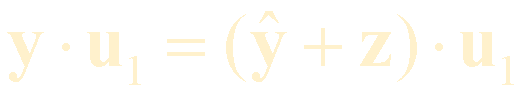 y · u₁ = (ŷ + z) · u₁